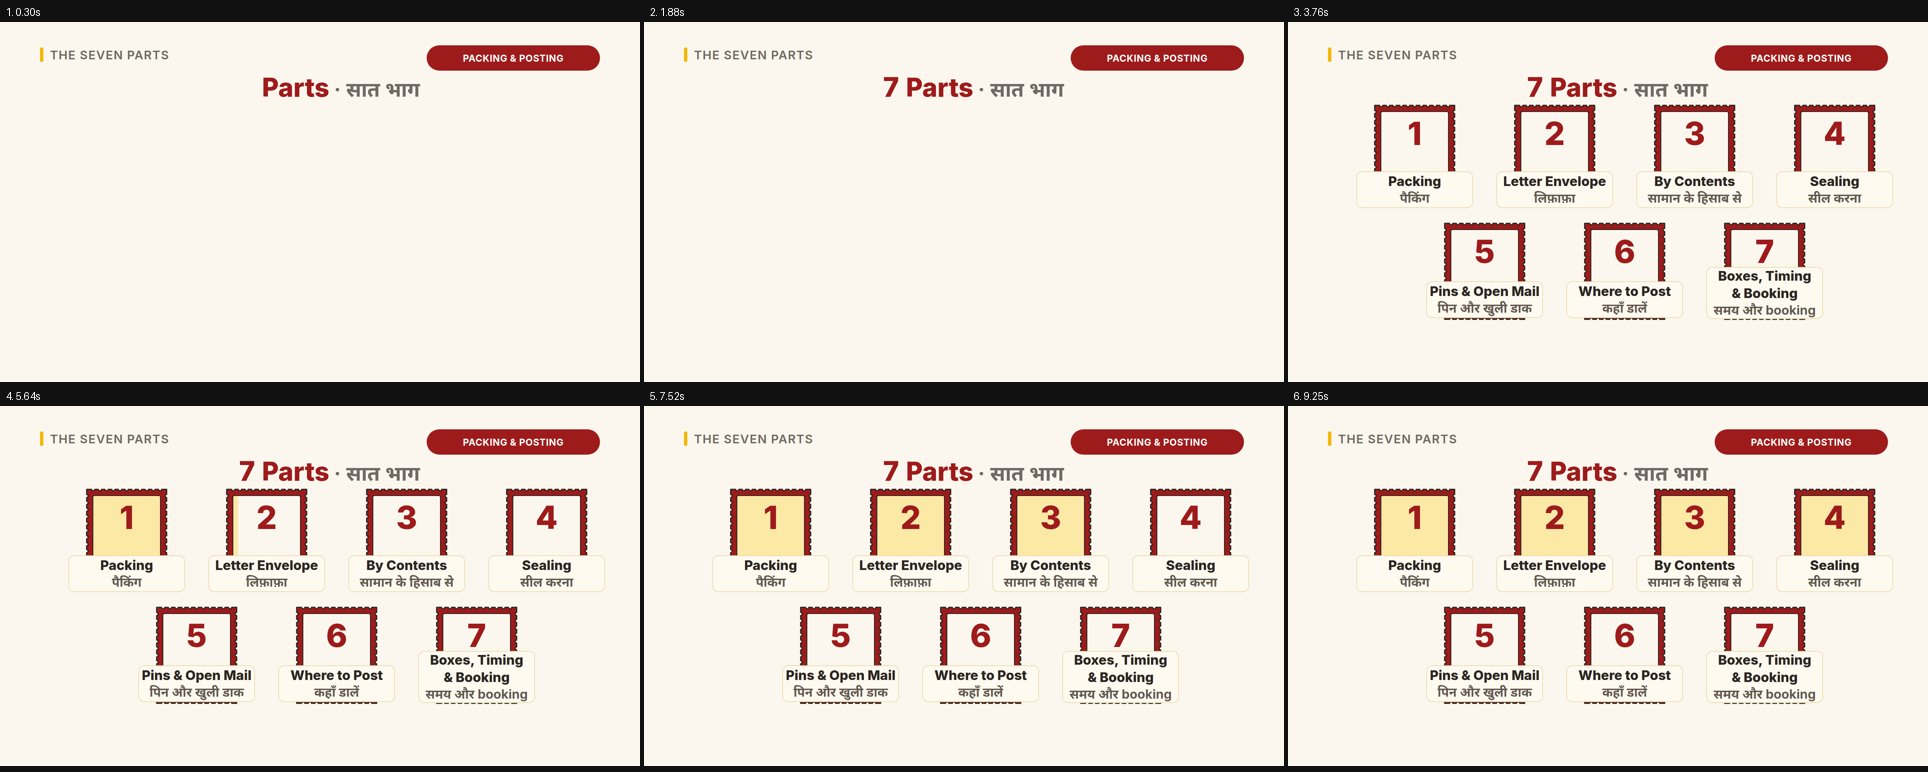 1. 0.30s
THE SEVEN PARTS
PACKING & POSTING
Parts · सात भाग
2. 1.88s
THE SEVEN PARTS
PACKING & POSTING
7 Parts · सात भाग
3. 3.76s
THE SEVEN PARTS
PACKING & POSTING
7 Parts · सात भाग
1 2 3 4
Packing Letter Envelope By Contents Sealing
पैकिंग लिफ़ाफ़ा सामान के हिसाब से सील करना
5 6 7
Pins & Open Mail Where to Post Boxes, Timing & Booking
पिन और खुली डाक कहाँ डालें समय और booking
4. 5.64s
THE SEVEN PARTS
PACKING & POSTING
7 Parts · सात भाग
1 2 3 4
Packing Letter Envelope By Contents Sealing
पैकिंग लिफ़ाफ़ा सामान के हिसाब से सील करना
5 6 7
Pins & Open Mail Where to Post Boxes, Timing & Booking
पिन और खुली डाक कहाँ डालें समय और booking
5. 7.52s
THE SEVEN PARTS
PACKING & POSTING
7 Parts · सात भाग
1 2 3 4
Packing Letter Envelope By Contents Sealing
पैकिंग लिफ़ाफ़ा सामान के हिसाब से सील करना
5 6 7
Pins & Open Mail Where to Post Boxes, Timing & Booking
पिन और खुली डाक कहाँ डालें समय और booking
6. 9.25s
THE SEVEN PARTS
PACKING & POSTING
7 Parts · सात भाग
1 2 3 4
Packing Letter Envelope By Contents Sealing
पैकिंग लिफ़ाफ़ा सामान के हिसाब से सील करना
5 6 7
Pins & Open Mail Where to Post Boxes, Timing & Booking
पिन और खुली डाक कहाँ डालें समय और booking